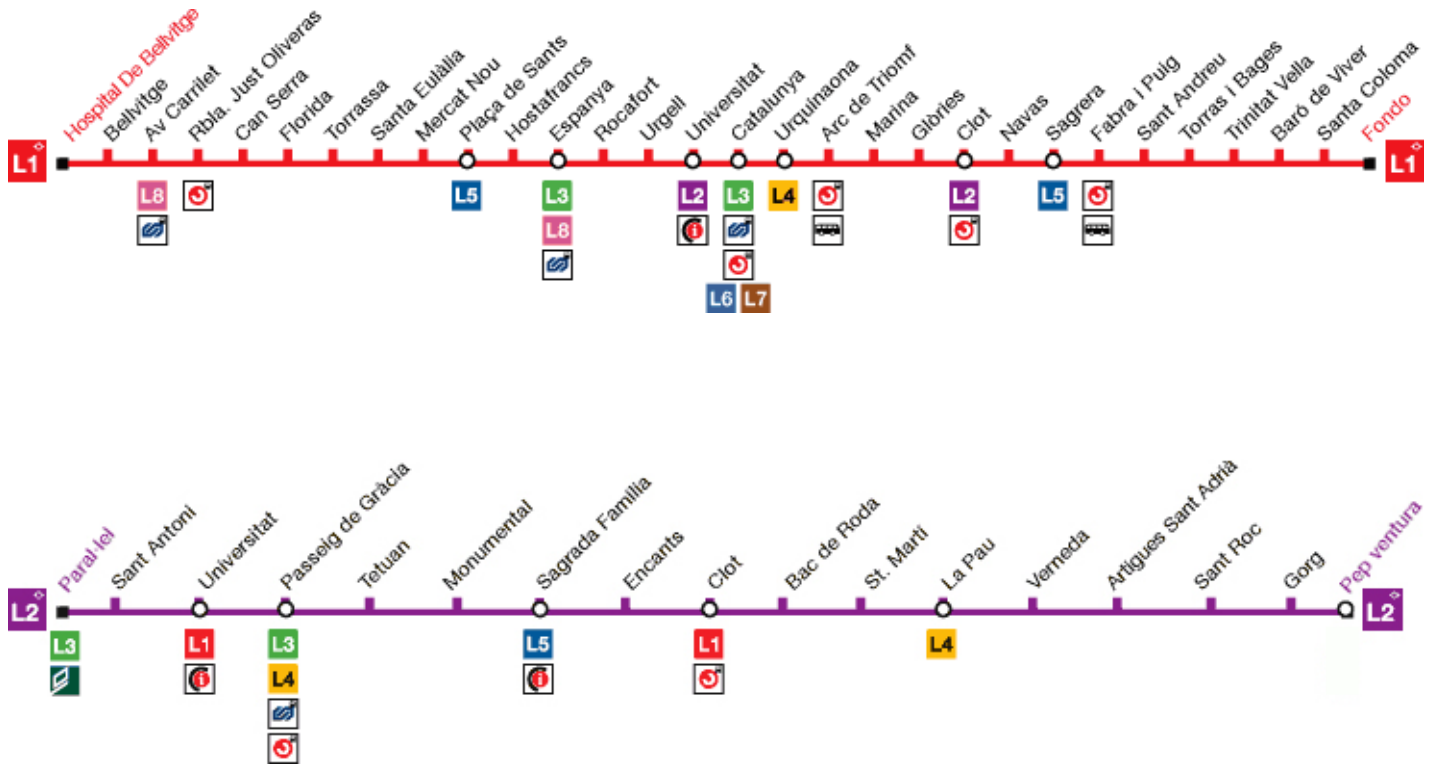 Hospital De Bellvitge
Bellvitge
Av Carrilet
Rbla. Just Oliveras
Can Serra
Florida
Torrassa
Santa Eulàlia
Mercat Nou
Plaça de Sants
Hostafrancs
Espanya
Rocafort
Urgell
Universitat
Catalunya
Urquinaona
Arc de Triomf
Marina
Glòries
Clot
Navas
Sagrera
Fabra i Puig
Sant Andreu
Torras i Bages
Trinitat Vella
Baró de Viver
Santa Coloma
Fondo
L1
L1
L8
L5
L3
L2
L3
L4
L2
L5
L8
L6
L7
Paral·lel
Sant Antoni
Universitat
Passeig de Gràcia
Tetuan
Monumental
Sagrada Família
Encants
Clot
Bac de Roda
St. Martí
La Pau
Verneda
Artigues Sant Adrià
Sant Roc
Gorg
Pep ventura
L2
L2
L3
L1
L3
L5
L1
L4
L4